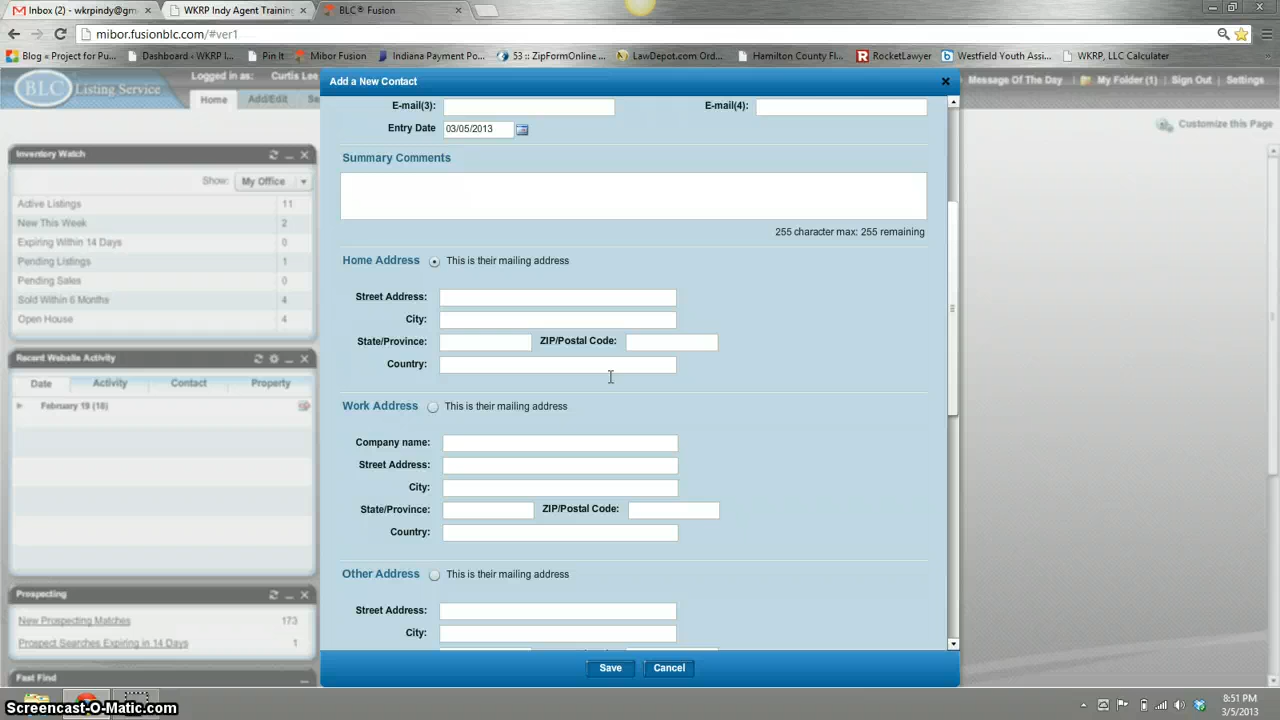 Inbox (2) - wkrpindy@gm
WKRP Indy Agent Training
BLC® Fusion
mibor.fusionblc.com/#ver1
Blog « Project for Pu...
Dashboard ‹ WKRP I...
Pin It
Mibor Fusion
Indiana Payment Po...
53 :: ZipFormOnline ...
LawDepot.com Ord...
Hamilton County Fl...
RocketLawyer
Westfield Youth Assi...
WKRP, LLC Calculater
BLC Listing Service
Logged in as: Curtis Lee
Message Of The Day
My Folder (1)
Sign Out
Settings
Home
Add/Edit
Se
Customize this Page
Inventory Watch
Show: My Office
Active Listings 11
New This Week 2
Expiring Within 14 Days 0
Pending Listings 1
Pending Sales 0
Sold Within 6 Months 4
Open House 4
Recent Website Activity
Date Activity Contact Property
February 19 (18)
Prospecting
New Prospecting Matches 173
Prospect Searches Expiring in 14 Days 1
Fast Find
Add a New Contact
E-mail(3): E-mail(4):
Entry Date 03/05/2013
Summary Comments
255 character max: 255 remaining
Home Address This is their mailing address
Street Address:
City:
State/Province: ZIP/Postal Code:
Country:
Work Address This is their mailing address
Company name:
Street Address:
City:
State/Province: ZIP/Postal Code:
Country:
Other Address This is their mailing address
Street Address:
City:
Save Cancel
Screencast-O-Matic.com
8:51 PM
3/5/2013